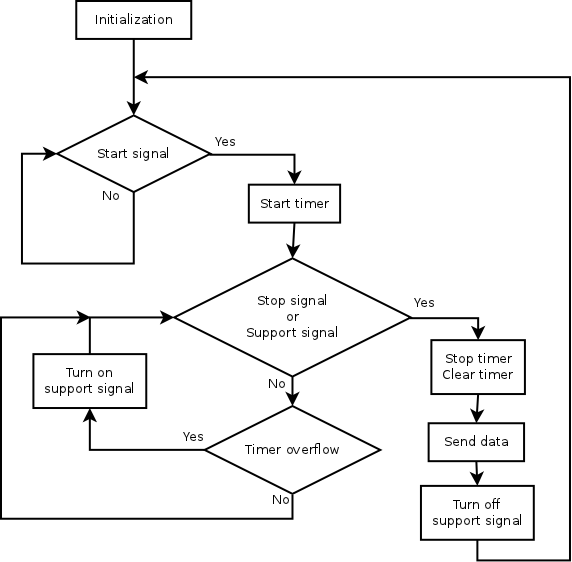 Initialization
Start signal
Yes
No
Start timer
Stop signal
or
Support signal
Yes
No
Stop timer
Clear timer
Turn on
support signal
Yes
Timer overflow
No
Send data
Turn off
support signal